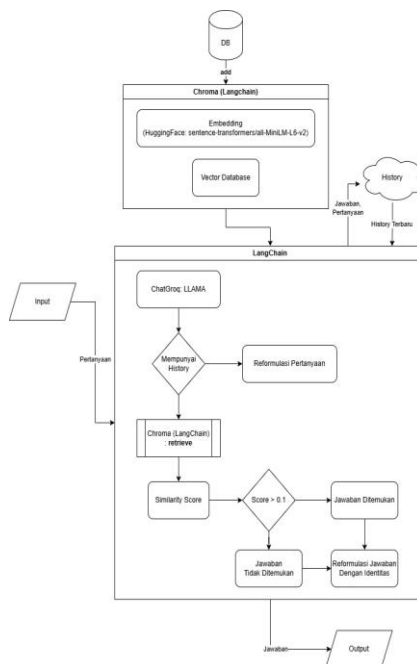 DB
add
Chroma (Langchain)
Embedding
(HuggingFace: sentence-transformers/all-MiniLM-L6-v2)
Vector Database
History
Jawaban,
Pertanyaan
History Terbaru
LangChain
Input
ChatGroq: LLAMA
Pertanyaan
Mempunyai
History
Reformulasi Pertanyaan
Chroma (LangChain)
: retrieve
Similarity Score
Score > 0.1
Jawaban Ditemukan
Jawaban
Tidak Ditemukan
Reformulasi Jawaban
Dengan Identitas
Jawaban
Output